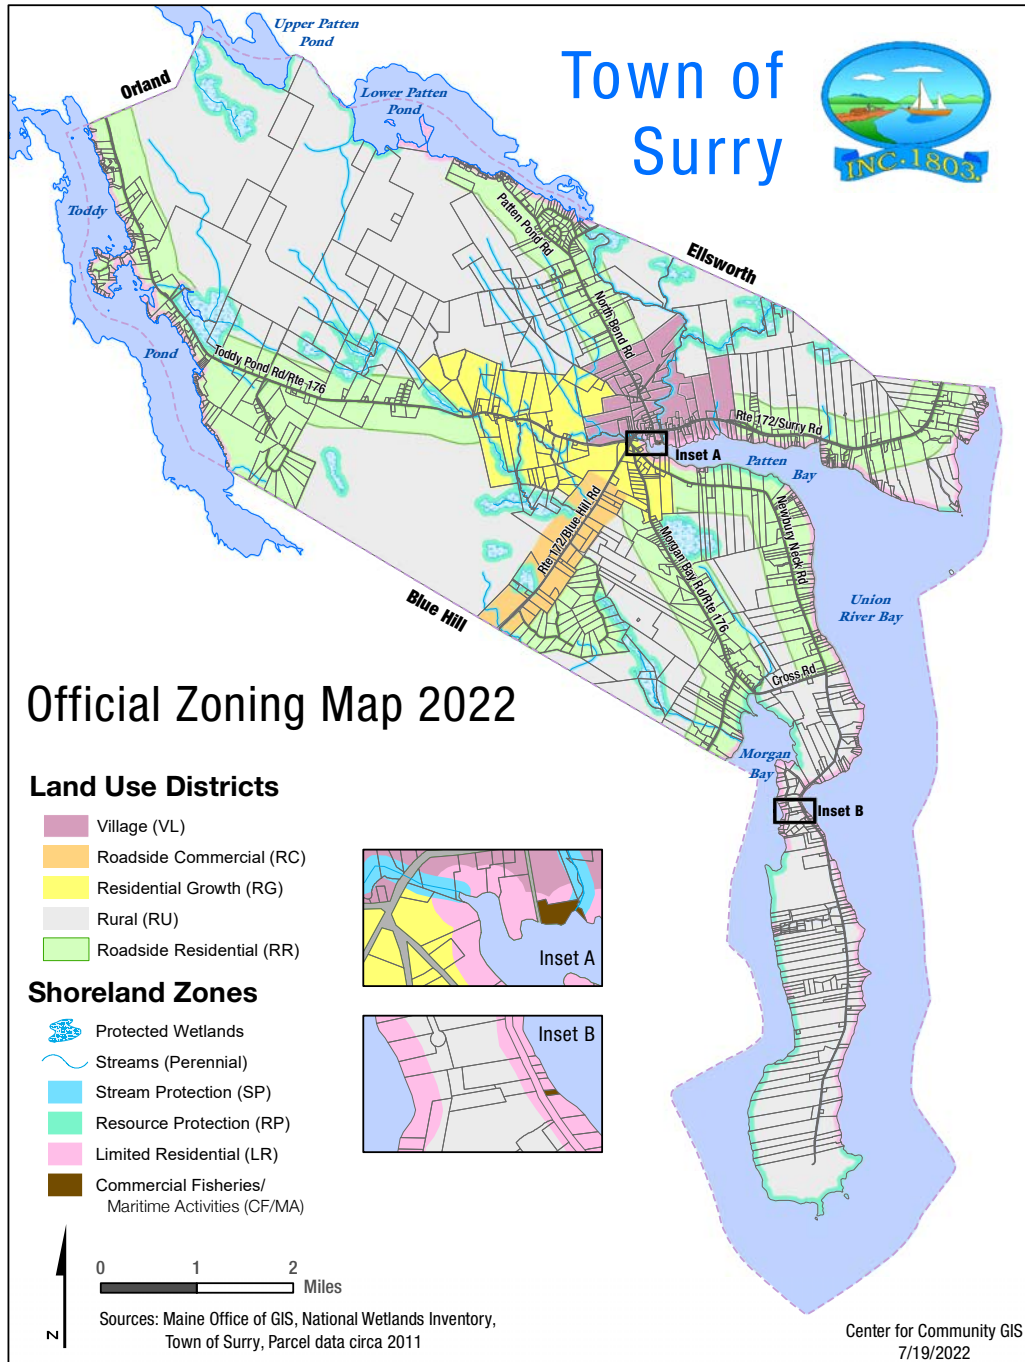 Upper Patten
Pond
Orland
Lower Patten
Pond
Town of
Surry
INC. 1803.
Toddy
Pond
Patten Pond Rd
Ellsworth
North Bend Rd
Toddy Pond Rd/Rte 176
Rte 172/Surry Rd
Inset A
Patten
Bay
Rte 172/Blue Hill Rd
Newbury Neck Rd
Morgan Bay Rd/Rte 176
Blue Hill
Union
River Bay
Cross Rd
Morgan
Bay
Inset B
Official Zoning Map 2022
Land Use Districts
Village (VL)
Roadside Commercial (RC)
Residential Growth (RG)
Rural (RU)
Roadside Residential (RR)
Shoreland Zones
Protected Wetlands
Streams (Perennial)
Stream Protection (SP)
Resource Protection (RP)
Limited Residential (LR)
Commercial Fisheries/
Maritime Activities (CF/MA)
Inset A
Inset B
N
0 1 2
Miles
Sources: Maine Office of GIS, National Wetlands Inventory,
Town of Surry, Parcel data circa 2011
Center for Community GIS
7/19/2022